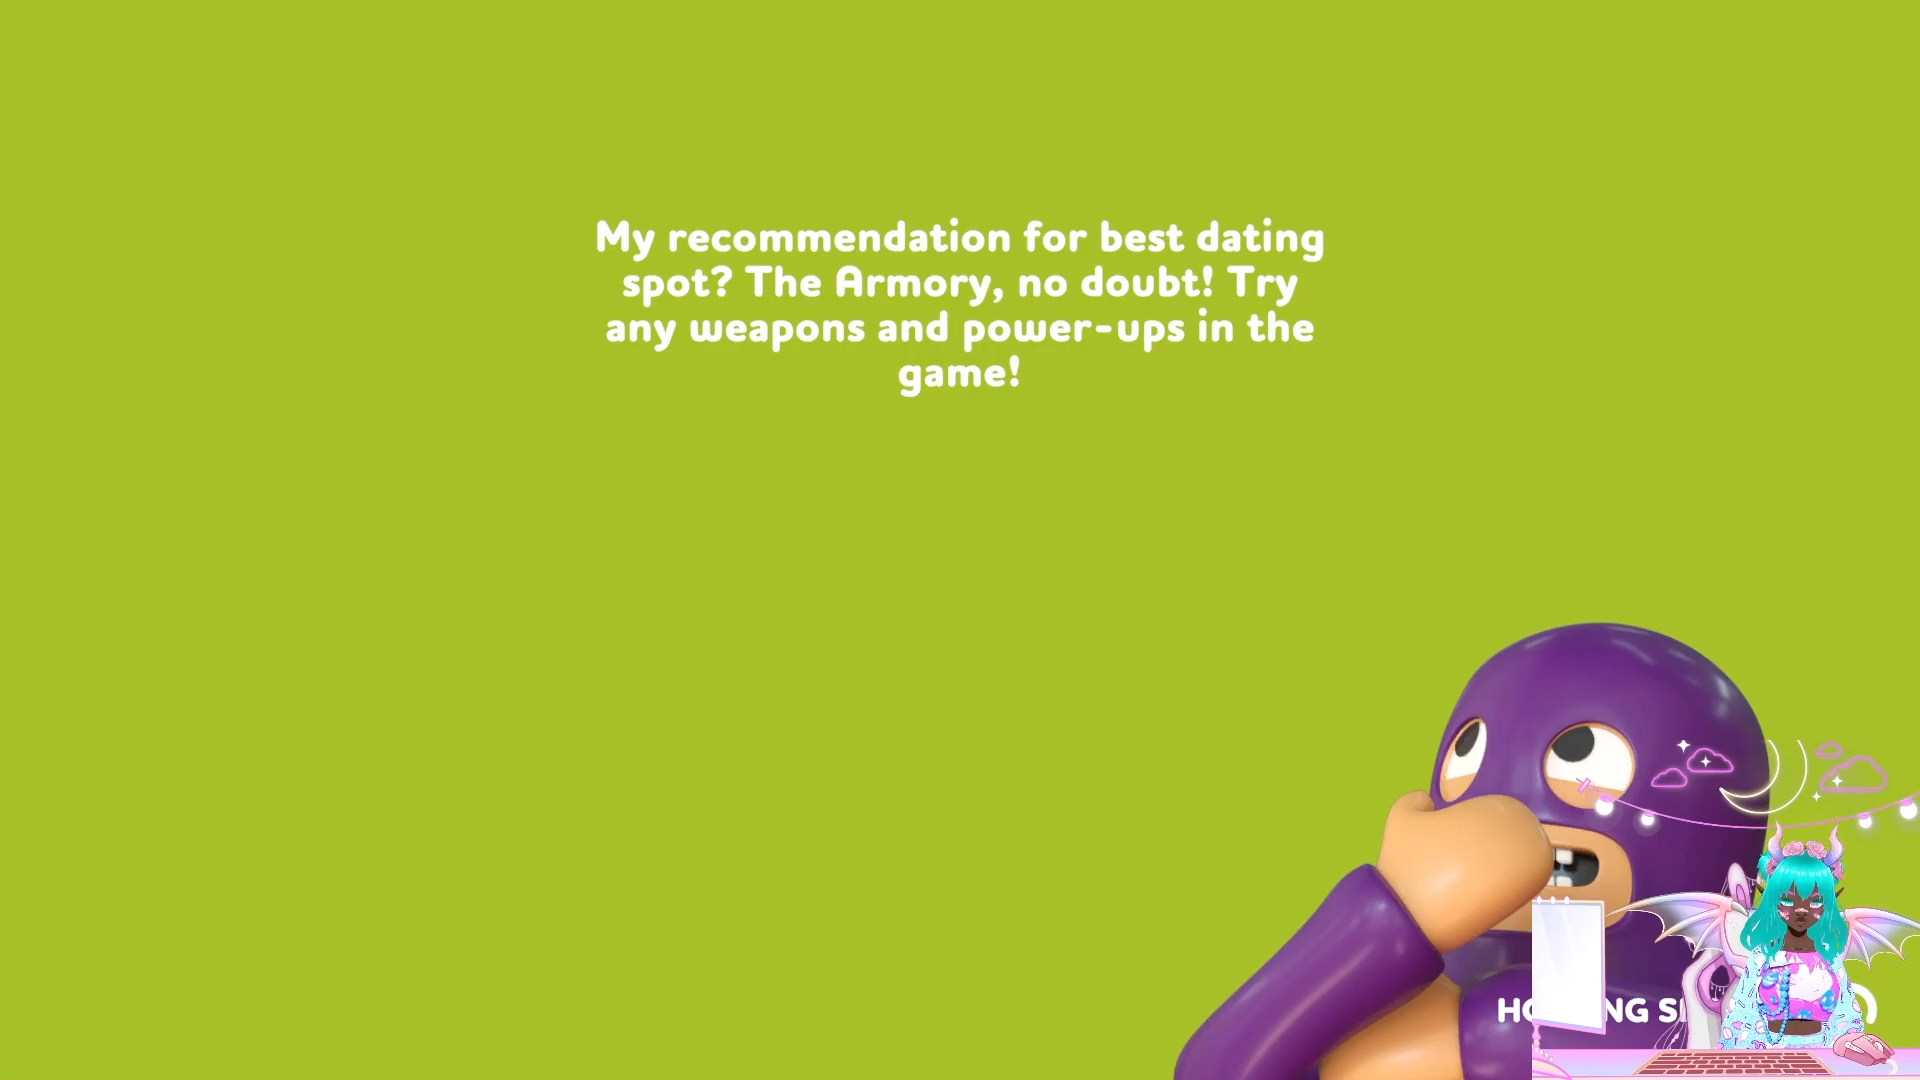 My recommendation for best dating
spot? The Armory, no doubt! Try
any weapons and power-ups in the
game!